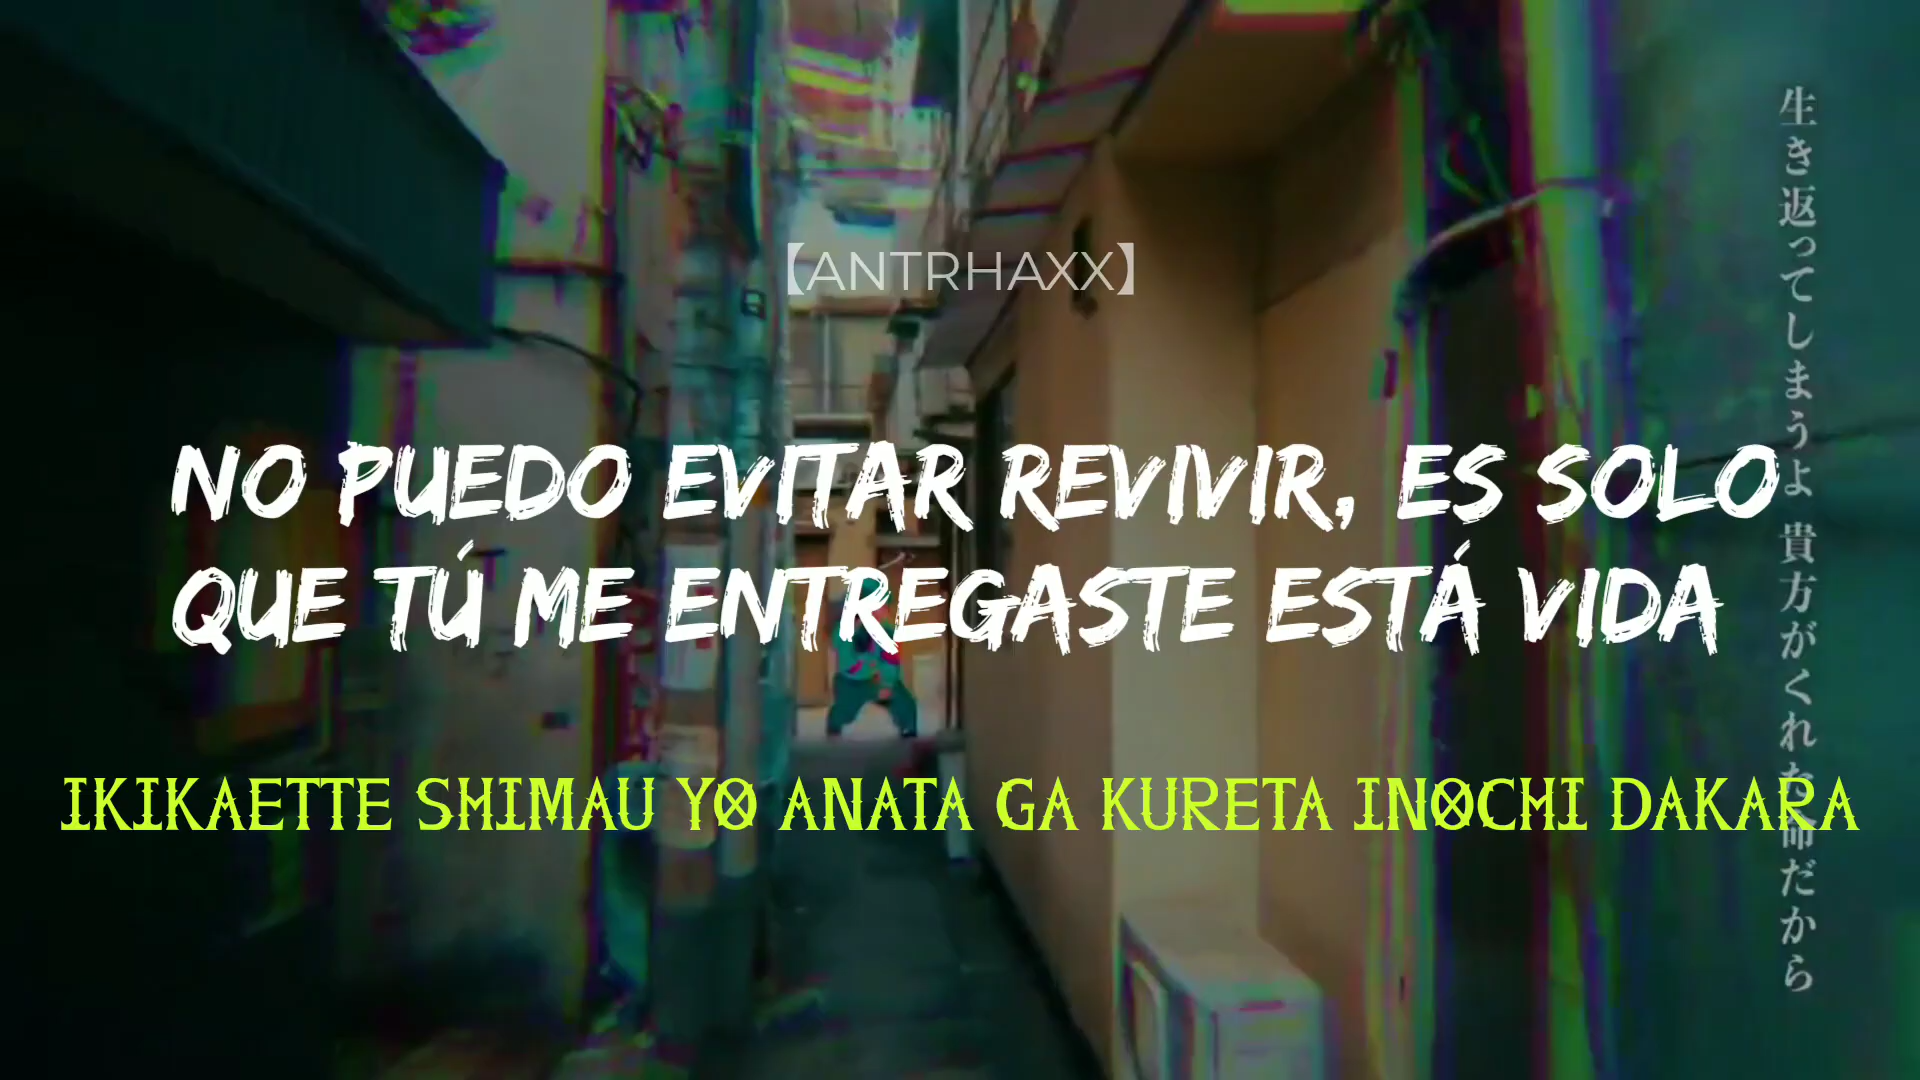 【ANTRHAXX】
NO PUEDO EVITAR REVIVIR, ES SOLO
QUE TÚ ME ENTREGASTE ESTÁ VIDA
IKIKAETTE SHIMAU YO ANATA GA KURETA INOCHI DAKARA
生き返ってしまうよ 貴方がくれた命だから